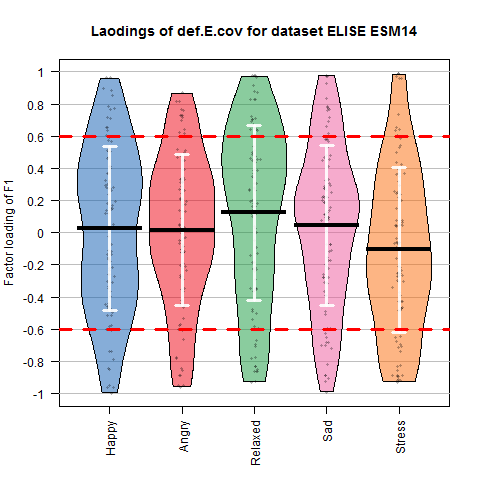 Laodings of def.E.cov for dataset ELISE ESM14
Factor loading of F1
1
0.8
0.6
0.4
0.2
0
-0.2
-0.4
-0.6
-0.8
-1
Happy
Angry
Relaxed
Sad
Stress